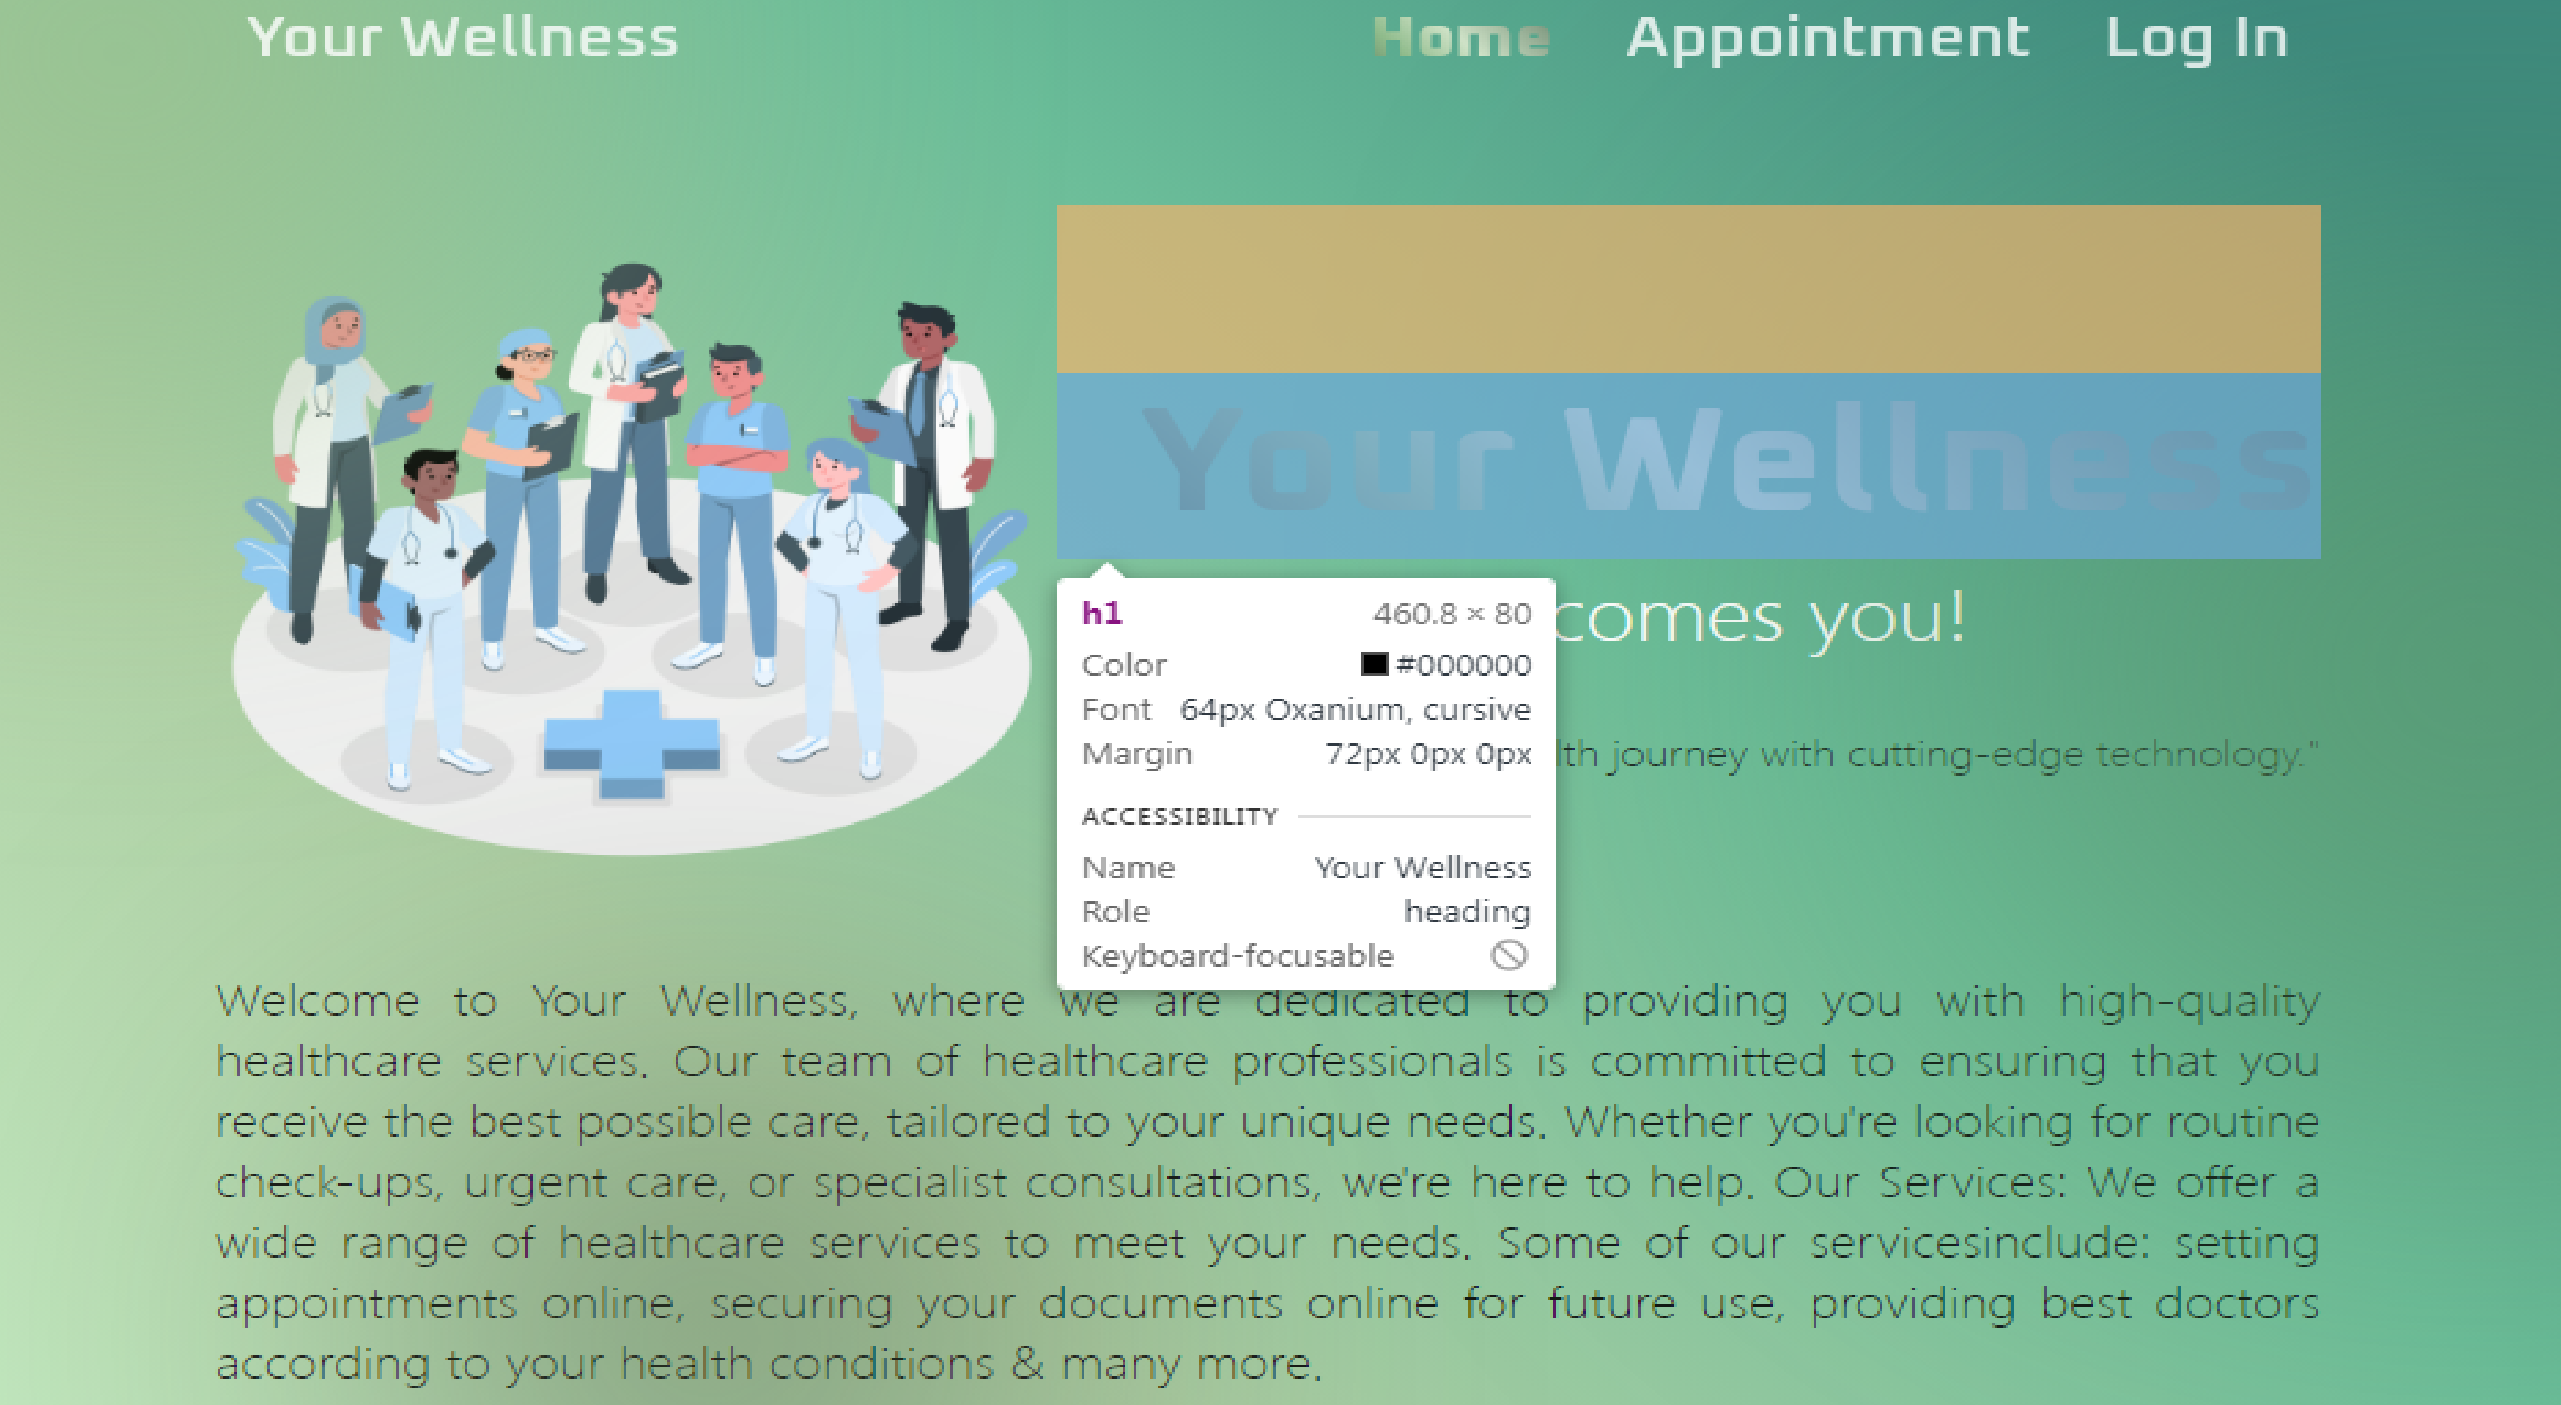 Your Wellness Home Appointment Log In
Your Wellness
comes you!
h1 460.8 × 80
Color #000000
Font 64px Oxanium, cursive
Margin 72px 0px 0px
lth journey with cutting-edge technology."
ACCESSIBILITY
Name Your Wellness
Role heading
Keyboard-focusable
Welcome to Your Wellness, where we are dedicated to providing you with high-quality
healthcare services. Our team of healthcare professionals is committed to ensuring that you
receive the best possible care, tailored to your unique needs. Whether you're looking for routine
check-ups, urgent care, or specialist consultations, we're here to help. Our Services: We offer a
wide range of healthcare services to meet your needs. Some of our servicesinclude: setting
appointments online, securing your documents online for future use, providing best doctors
according to your health conditions & many more.